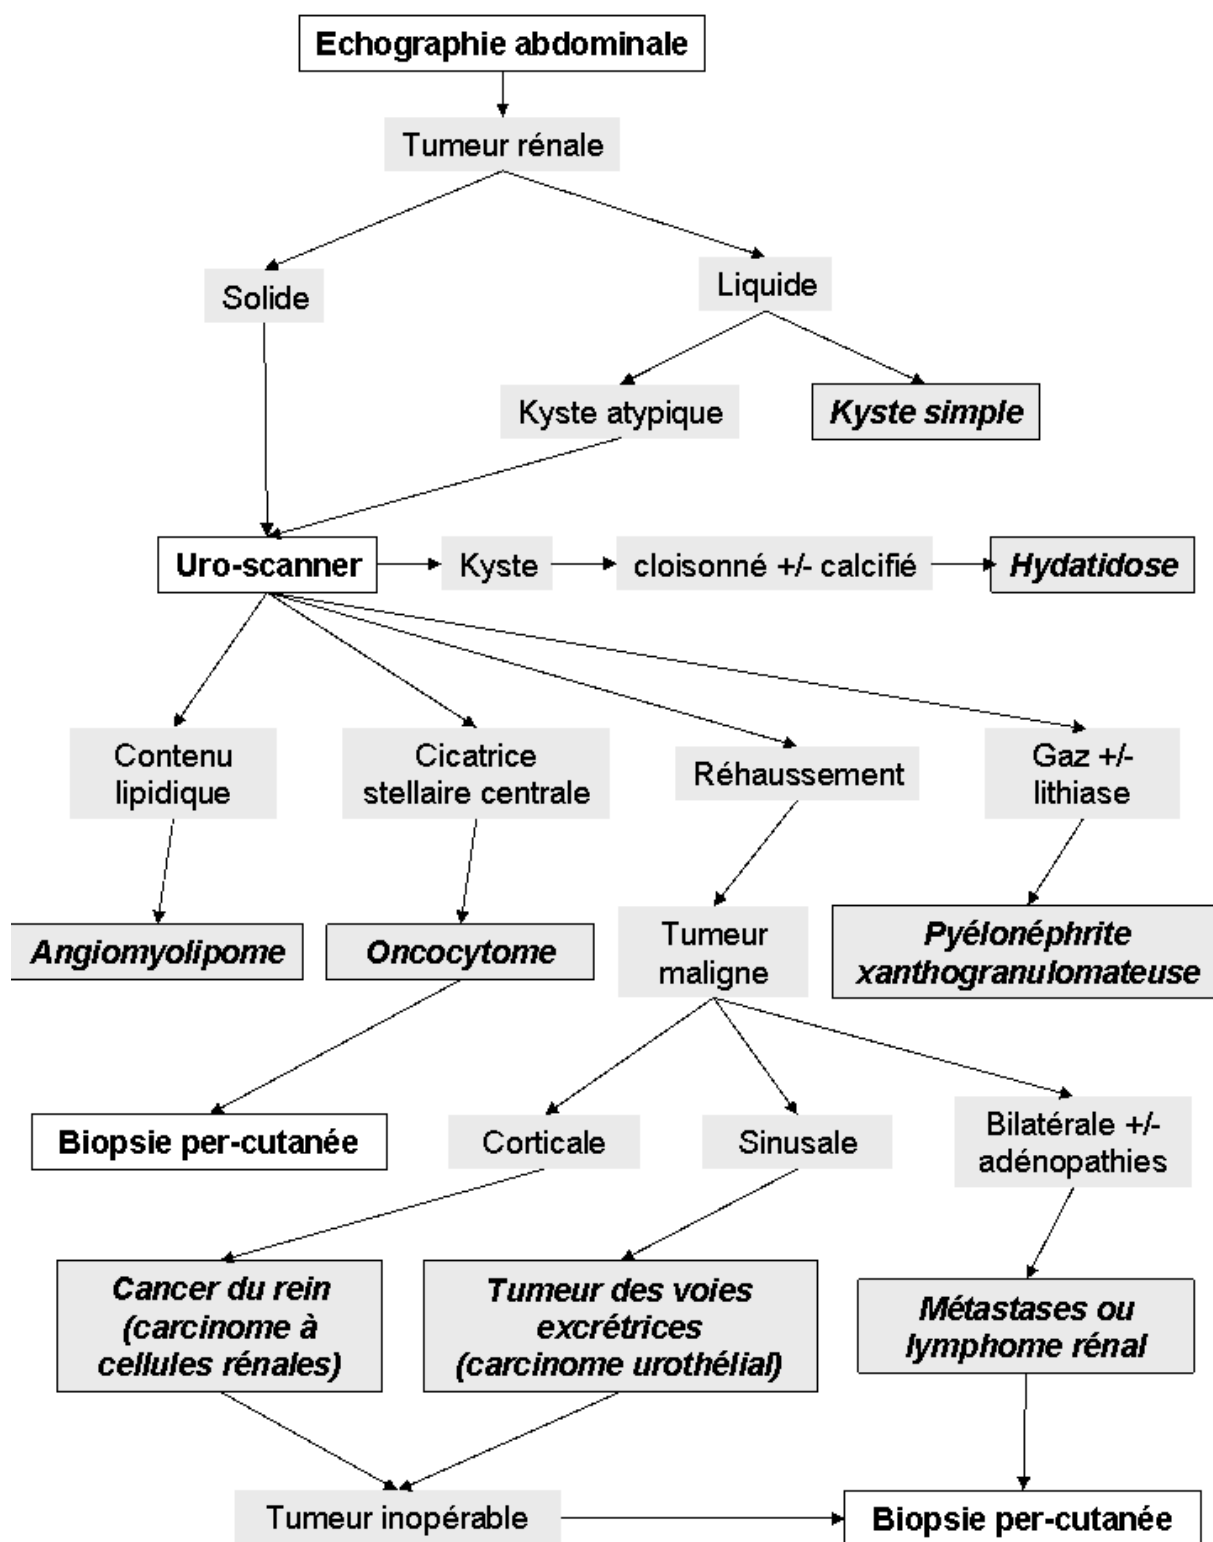 Echographie abdominale
Tumeur rénale
Solide
Liquide
Kyste atypique
Kyste simple
Uro-scanner
Kyste
cloisonné +/- calcifié
Hydatidose
Contenu
lipidique
Cicatrice
stellaire centrale
Réhaussement
Gaz +/-
lithiase
Angiomyolipome
Oncocytome
Tumeur
maligne
Pyélonéphrite
xanthogranulomateuse
Biopsie per-cutanée
Corticale
Sinusale
Bilatérale +/-
adénopathies
Cancer du rein
(carcinome à
cellules rénales)
Tumeur des voies
excrétrices
(carcinome urothélial)
Métastases ou
lymphome rénal
Tumeur inopérable
Biopsie per-cutanée